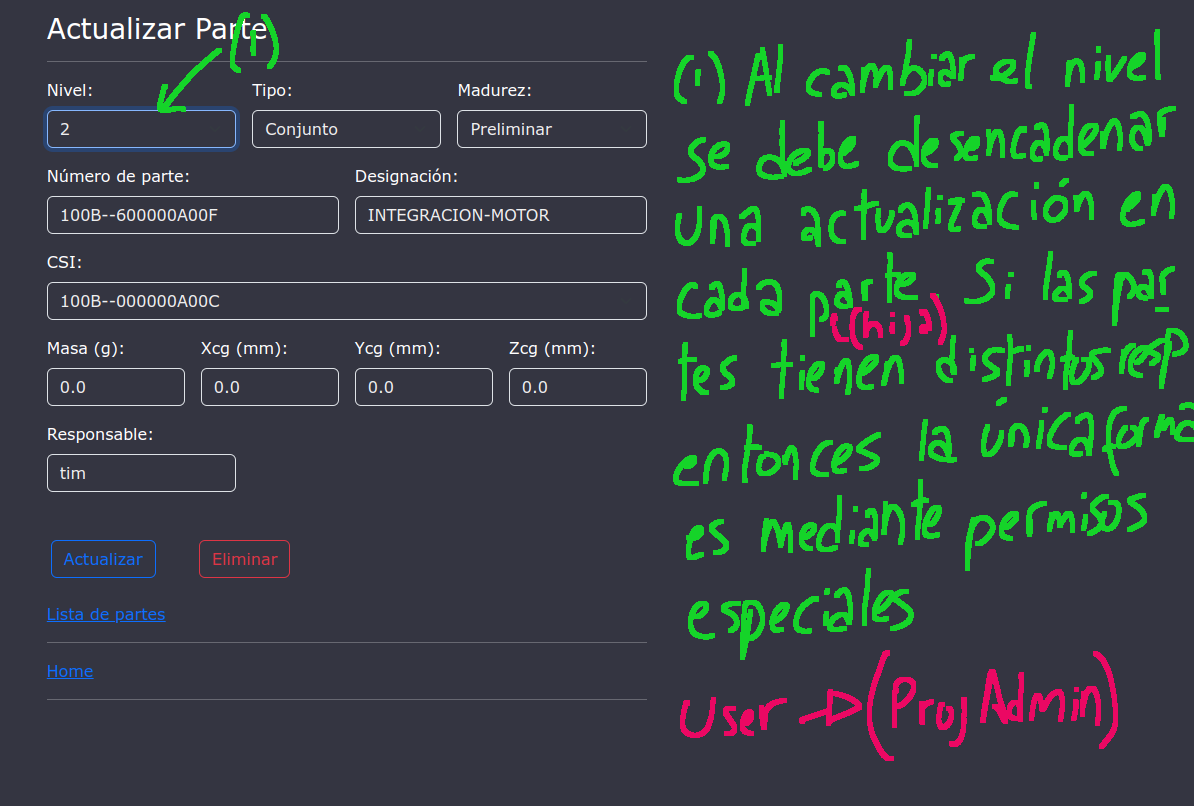 Actualizar Parte
(1)
Nivel: Tipo: Madurez:
2 Conjunto Preliminar
Número de parte: Designación:
100B--600000A00F INTEGRACION-MOTOR
CSI:
100B--000000A00C
Masa (g): Xcg (mm): Ycg (mm): Zcg (mm):
0.0 0.0 0.0 0.0
Responsable:
tim
Actualizar Eliminar
Lista de partes
Home
(1) Al cambiar el nivel
se debe desencadenar
una actualización en
cada parte. Si las par
(hija)
tes tienen distintos resp
entonces la única forma
es mediante permisos
especiales
User → (ProjAdmin)